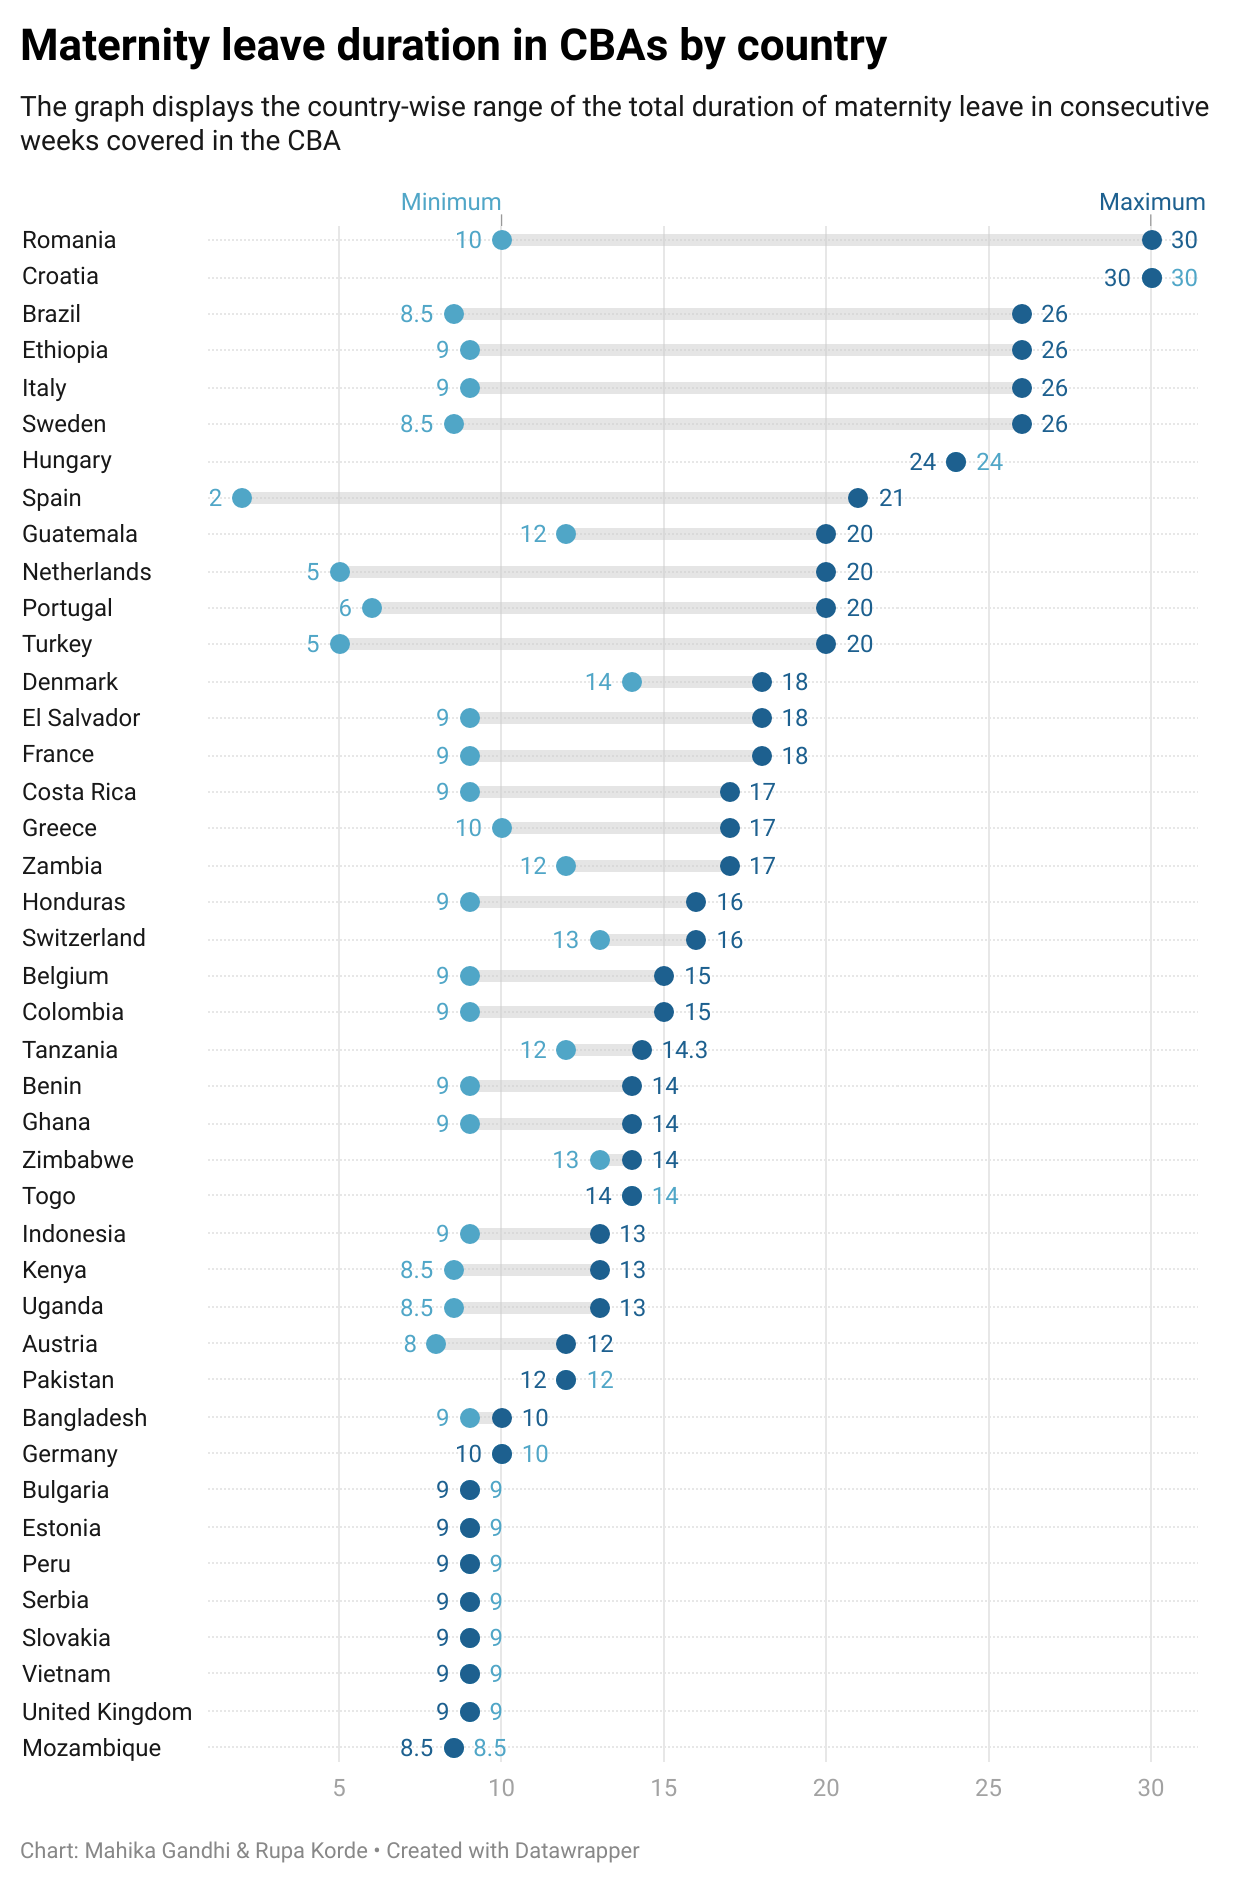 Maternity leave duration in CBAs by country
The graph displays the country-wise range of the total duration of maternity leave in consecutive
weeks covered in the CBA
Minimum Maximum
Romania 10 30
Croatia 30 30
Brazil 8.5 26
Ethiopia 9 26
Italy 9 26
Sweden 8.5 26
Hungary 24 24
Spain 2 21
Guatemala 12 20
Netherlands 5 20
Portugal 6 20
Turkey 5 20
Denmark 14 18
El Salvador 9 18
France 9 18
Costa Rica 9 17
Greece 10 17
Zambia 12 17
Honduras 9 16
Switzerland 13 16
Belgium 9 15
Colombia 9 15
Tanzania 12 14.3
Benin 9 14
Ghana 9 14
Zimbabwe 13 14
Togo 14 14
Indonesia 9 13
Kenya 8.5 13
Uganda 8.5 13
Austria 8 12
Pakistan 12 12
Bangladesh 9 10
Germany 10 10
Bulgaria 9 9
Estonia 9 9
Peru 9 9
Serbia 9 9
Slovakia 9 9
Vietnam 9 9
United Kingdom 9 9
Mozambique 8.5 8.5
5 10 15 20 25 30
Chart: Mahika Gandhi & Rupa Korde • Created with Datawrapper